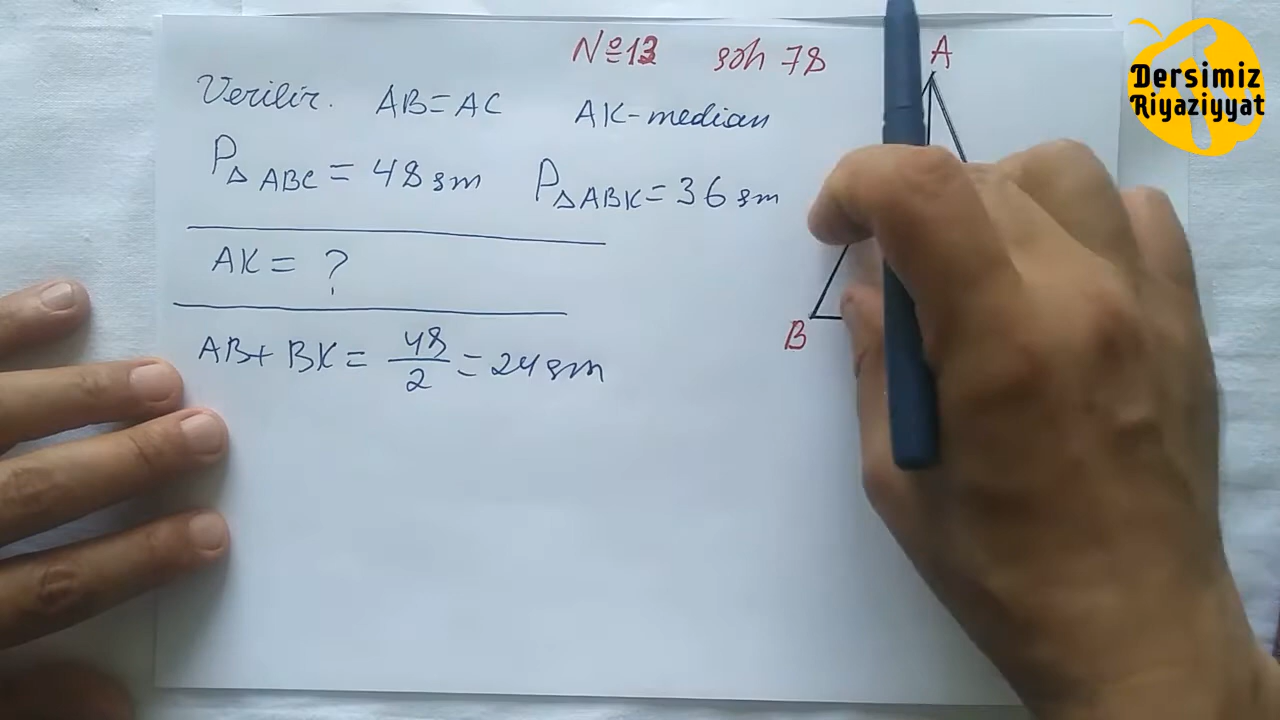 №13 səh 78
Verilir. AB=AC AK-median
P△ABC = 48 sm P△ABK = 36 sm
AK = ?
AB + BK = 48/2 = 24 sm
A
B
Dersimiz
Riyaziyyat